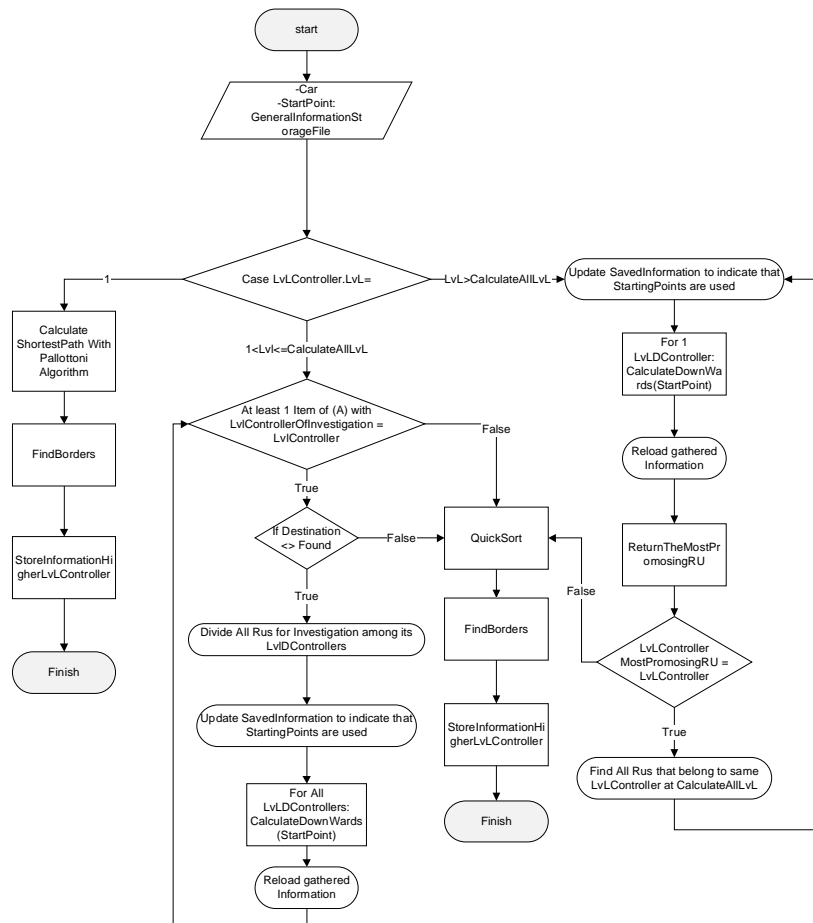 start
-Car
-StartPoint:
GeneralInformationSt
orageFile
Case LvLController.LvL=
1
LvL>CalculateAllLvL
Update SavedInformation to indicate that
StartingPoints are used
Calculate
ShortestPath With
Pallottoni
Algorithm
1<Lvl<=CalculateAllLvL
For 1
LvLDController:
CalculateDownWa
rds(StartPoint)
At least 1 Item of (A) with
LvlControllerOfInvestigation =
LvlController
False
FindBorders
Reload gathered
Information
True
If Destination
<> Found
False
QuickSort
ReturnTheMostPr
omosingRU
StoreInformationHi
gherLvLController
False
True
FindBorders
Divide All Rus for Investigation among its
LvlDControllers
LvLController
MostPromosingRU =
LvLController
Finish
Update SavedInformation to indicate that
StartingPoints are used
StoreInformationHi
gherLvLController
True
Find All Rus that belong to same
LvLController at CalculateAllLvL
For All
LvLDControllers:
CalculateDownWards
(StartPoint)
Finish
Reload gathered
Information